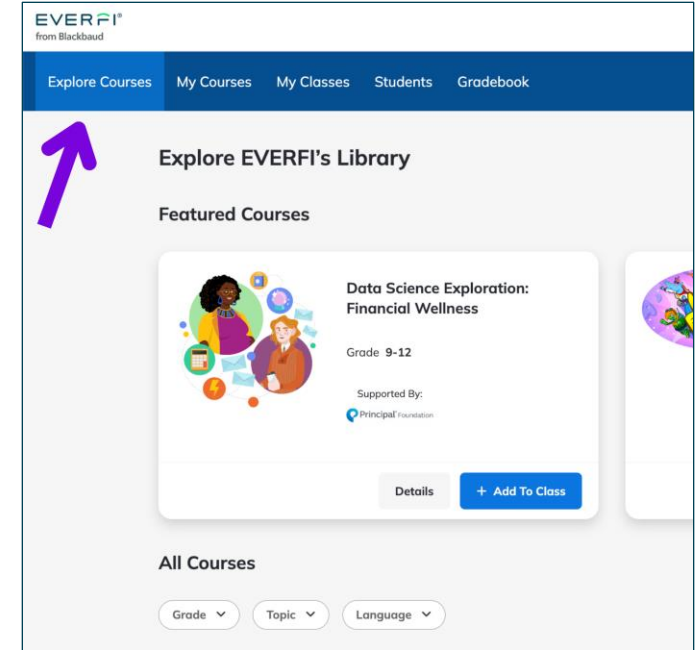 EVERFI®
from Blackbaud
Explore Courses My Courses My Classes Students Gradebook
Explore EVERFI's Library
Featured Courses
Data Science Exploration:
Financial Wellness
Grade 9-12
Supported By:
Principal Foundation
Details + Add To Class
All Courses
Grade Topic Language